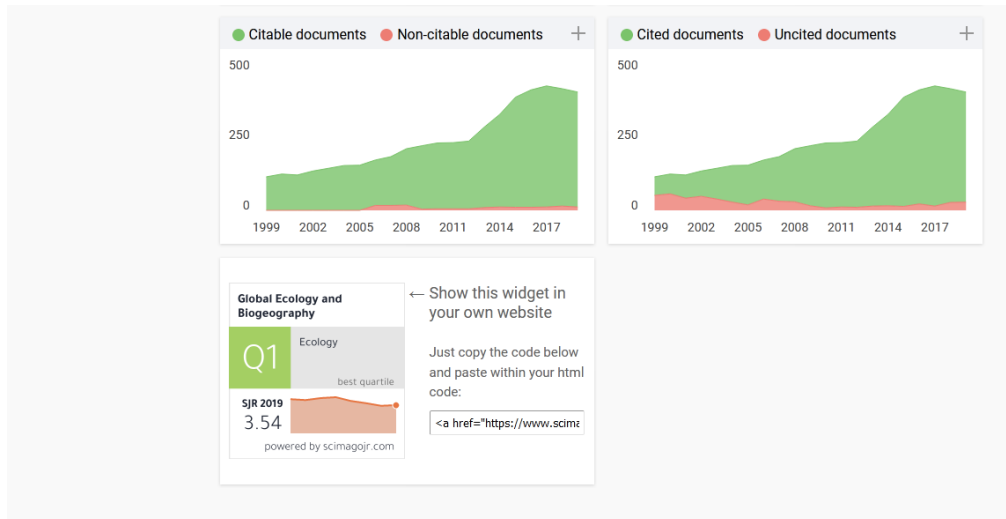 Citable documents Non-citable documents +
500
250
0
1999 2002 2005 2008 2011 2014 2017
Cited documents Uncited documents +
500
250
0
1999 2002 2005 2008 2011 2014 2017
Global Ecology and
Biogeography
Q1
Ecology
best quartile
SJR 2019
3.54
powered by scimagojr.com
← Show this widget in
your own website
Just copy the code below
and paste within your html
code:
<a href="https://www.scima